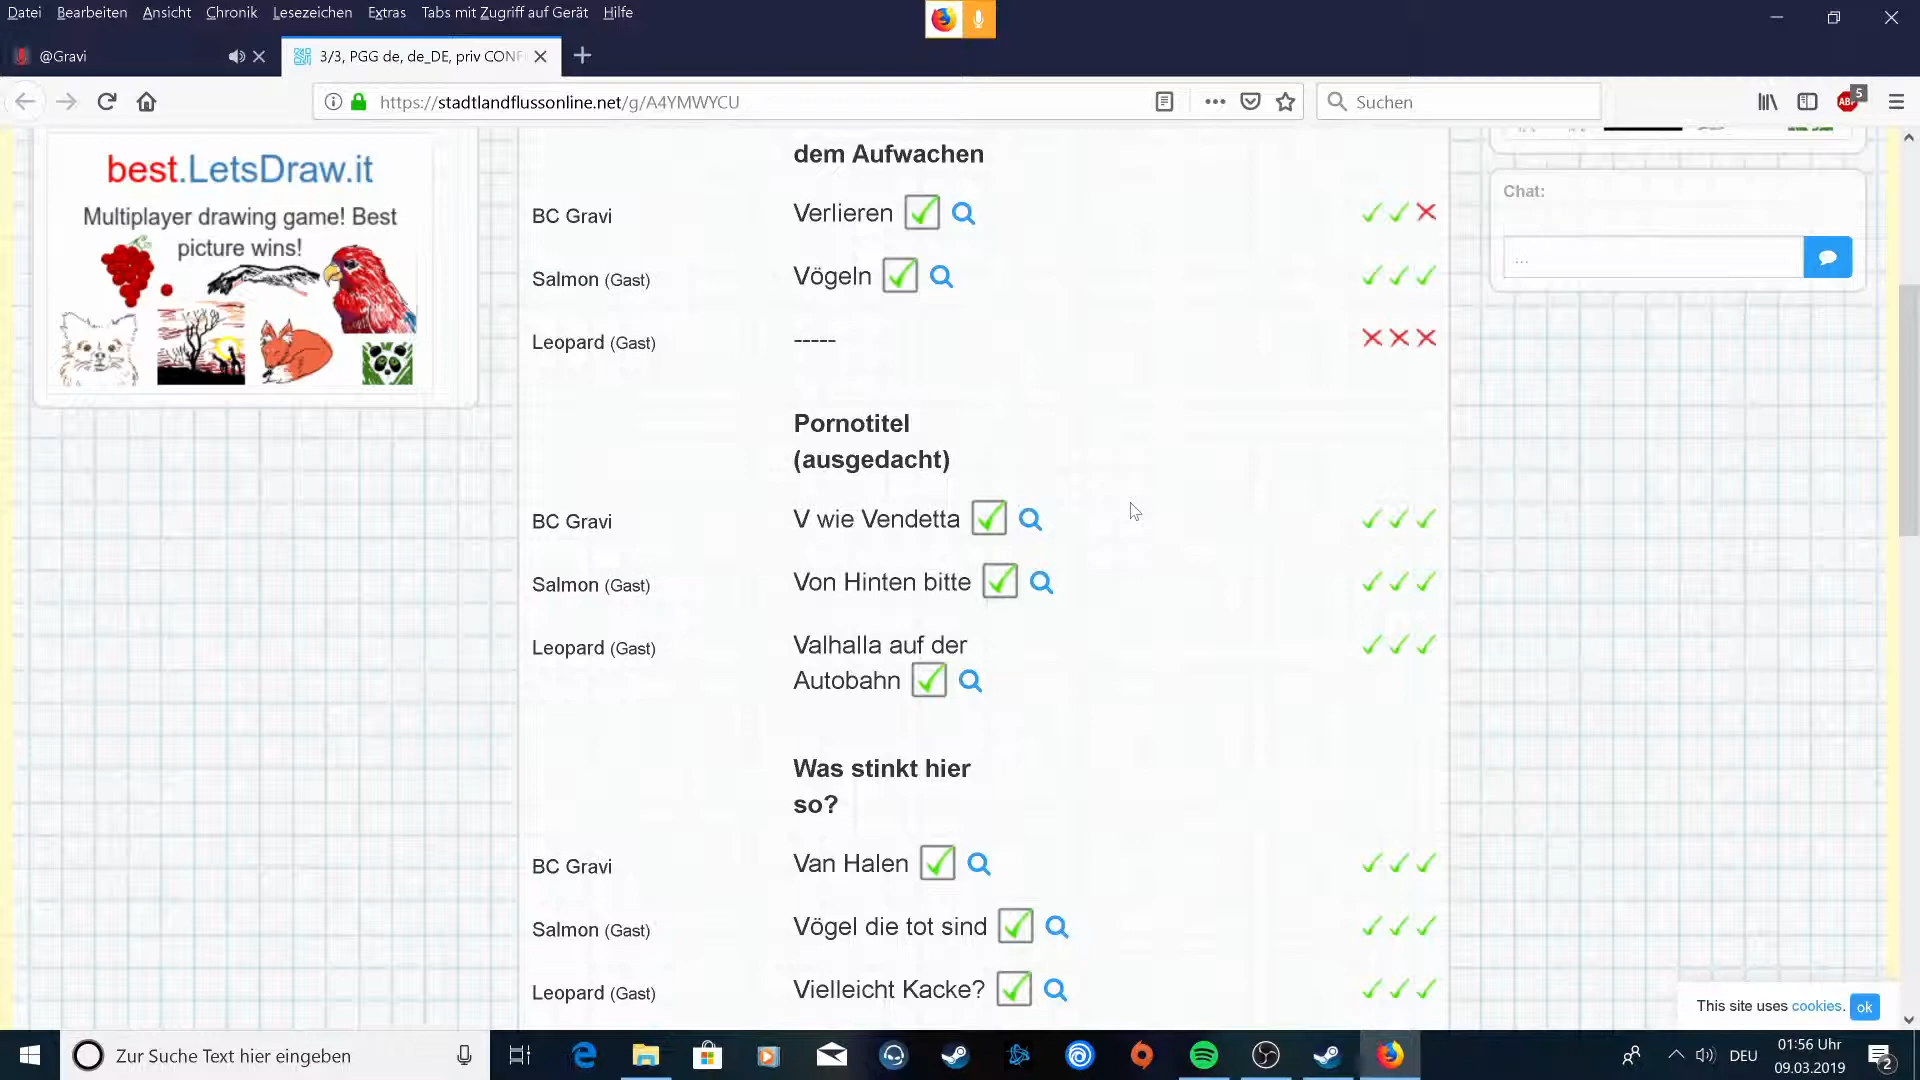 Datei Bearbeiten Ansicht Chronik Lesezeichen Extras Tabs mit Zugriff auf Gerät Hilfe
@Gravi
3/3, PGG de, de_DE, priv CONF
https://stadtlandflussonline.net/g/A4YMWYCU
Suchen
ABP
5
best.LetsDraw.it
Multiplayer drawing game! Best
picture wins!
dem Aufwachen
BC Gravi Verlieren
Salmon (Gast) Vögeln
Leopard (Gast) -----
Pornotitel
(ausgedacht)
BC Gravi V wie Vendetta
Salmon (Gast) Von Hinten bitte
Leopard (Gast) Valhalla auf der
Autobahn
Was stinkt hier
so?
BC Gravi Van Halen
Salmon (Gast) Vögel die tot sind
Leopard (Gast) Vielleicht Kacke?
Chat:
...
This site uses cookies. ok
Zur Suche Text hier eingeben
DEU
01:56 Uhr
09.03.2019
2